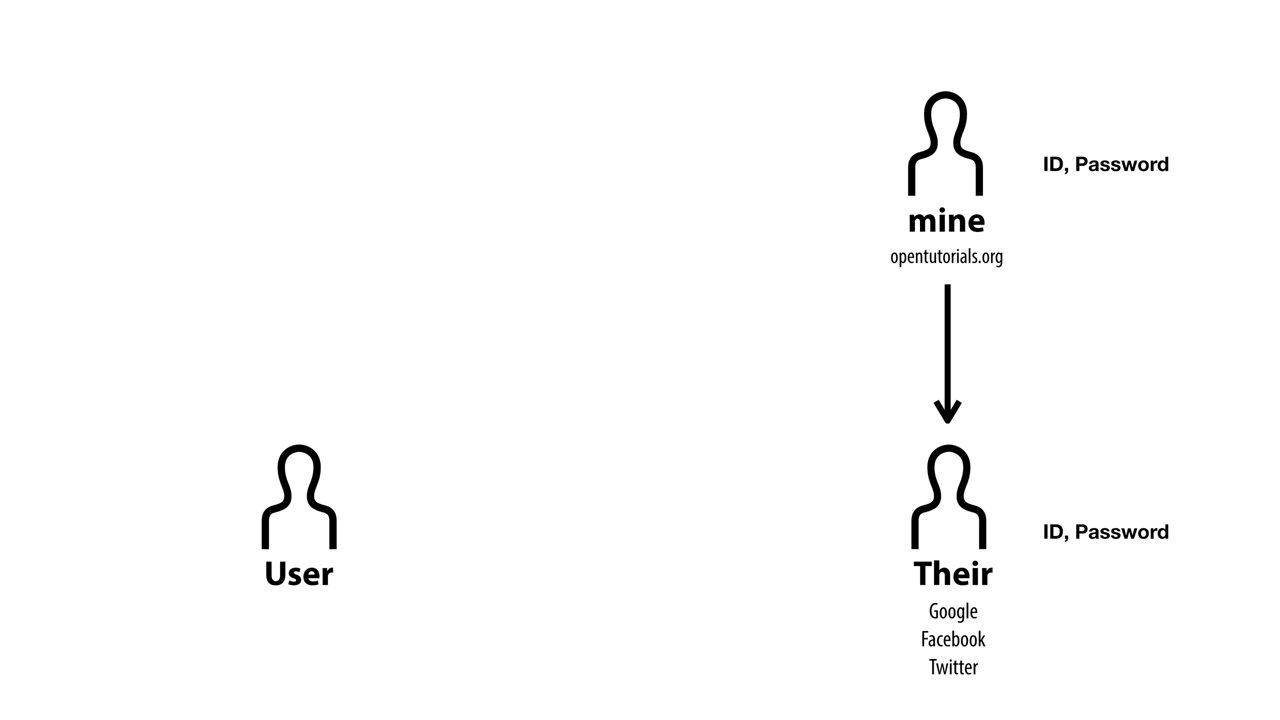 ID, Password
mine
opentutorials.org
ID, Password
User
Their
Google
Facebook
Twitter